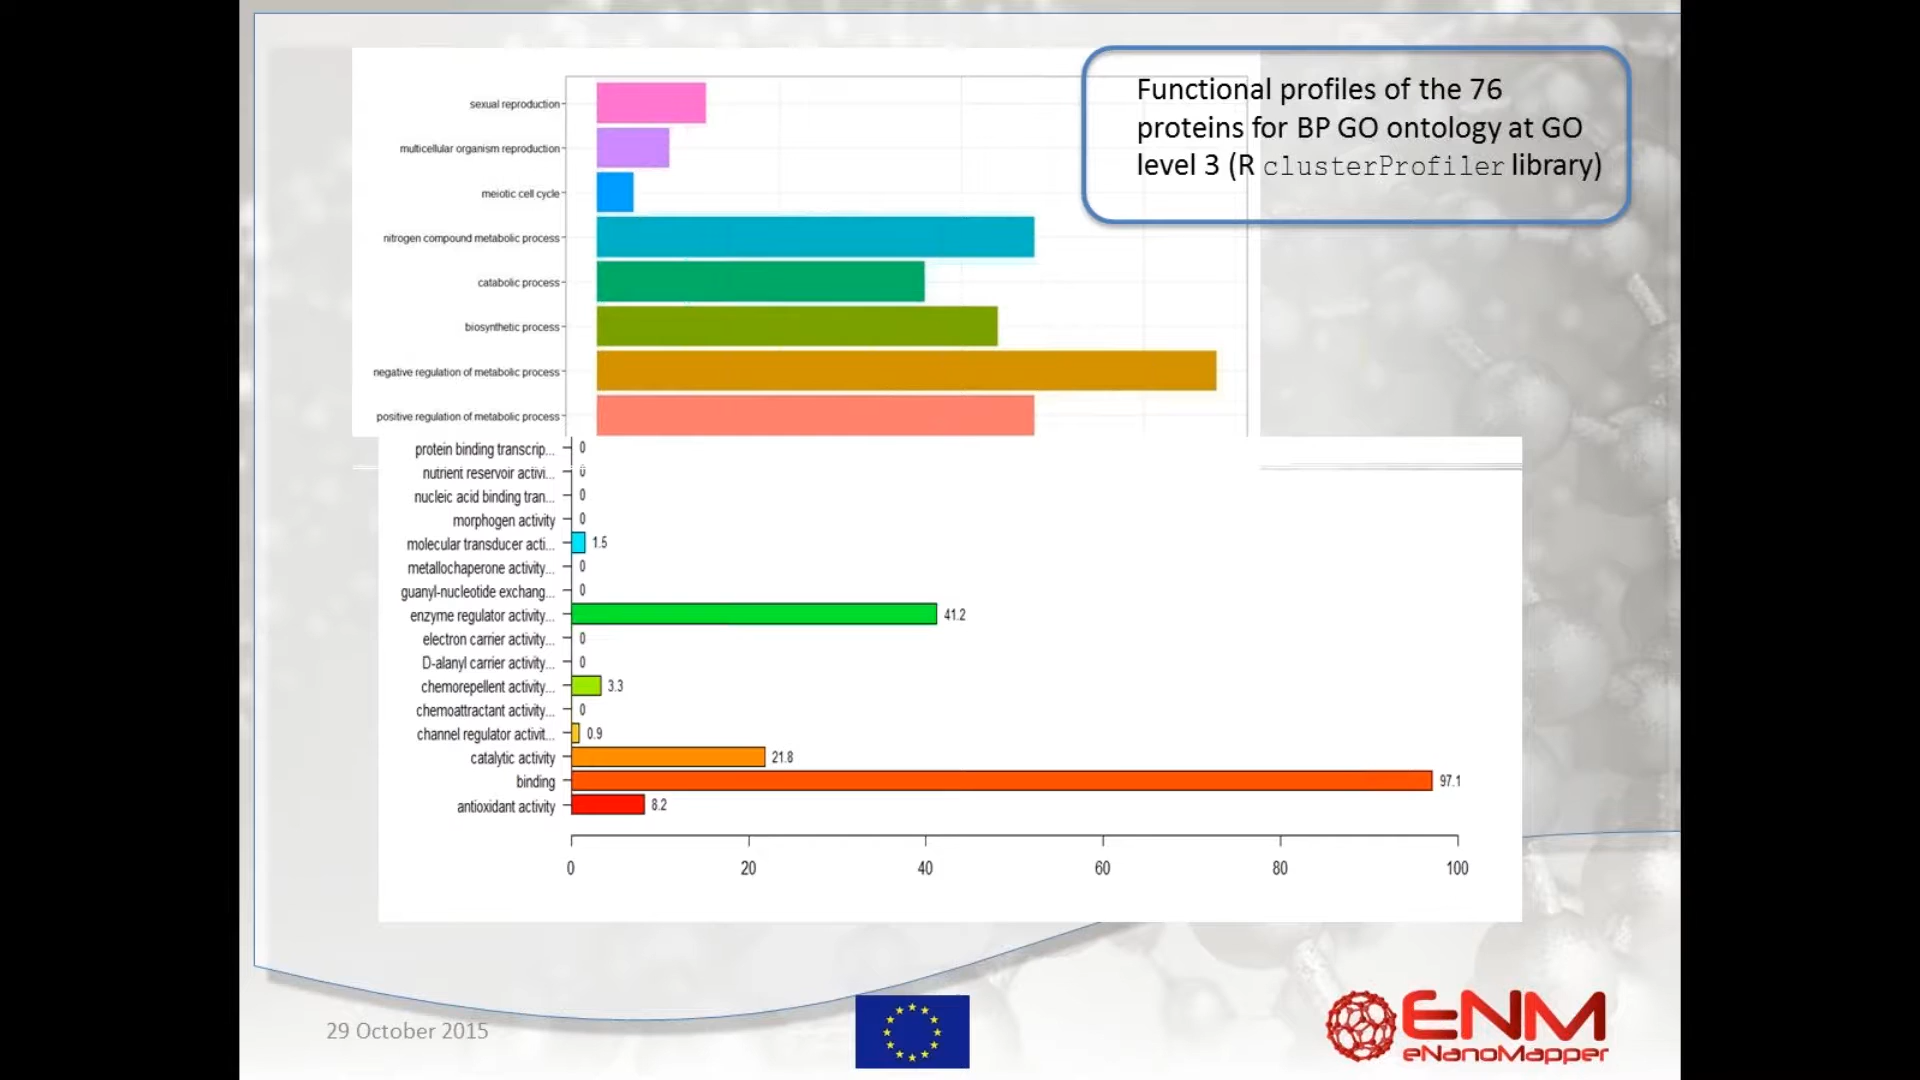 Functional profiles of the 76
proteins for BP GO ontology at GO
level 3 (R clusterProfiler library)
sexual reproduction
multicellular organism reproduction
meiotic cell cycle
nitrogen compound metabolic process
catabolic process
biosynthetic process
negative regulation of metabolic process
positive regulation of metabolic process
protein binding transcrip... 0
nutrient reservoir activi... 0
nucleic acid binding tran... 0
morphogen activity 0
molecular transducer acti... 1.5
metallochaperone activity... 0
guanyl-nucleotide exchang... 0
enzyme regulator activity... 41.2
electron carrier activity... 0
D-alanyl carrier activity... 0
chemorepellent activity... 3.3
chemoattractant activity... 0
channel regulator activit... 0.9
catalytic activity 21.8
binding 97.1
antioxidant activity 8.2
0 20 40 60 80 100
29 October 2015
ENM
eNanoMapper